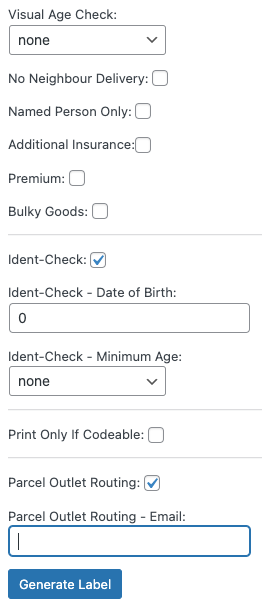 Visual Age Check:
none
No Neighbour Delivery:
Named Person Only:
Additional Insurance:
Premium:
Bulky Goods:
Ident-Check:
Ident-Check - Date of Birth:
0
Ident-Check - Minimum Age:
none
Print Only If Codeable:
Parcel Outlet Routing:
Parcel Outlet Routing - Email:
Generate Label